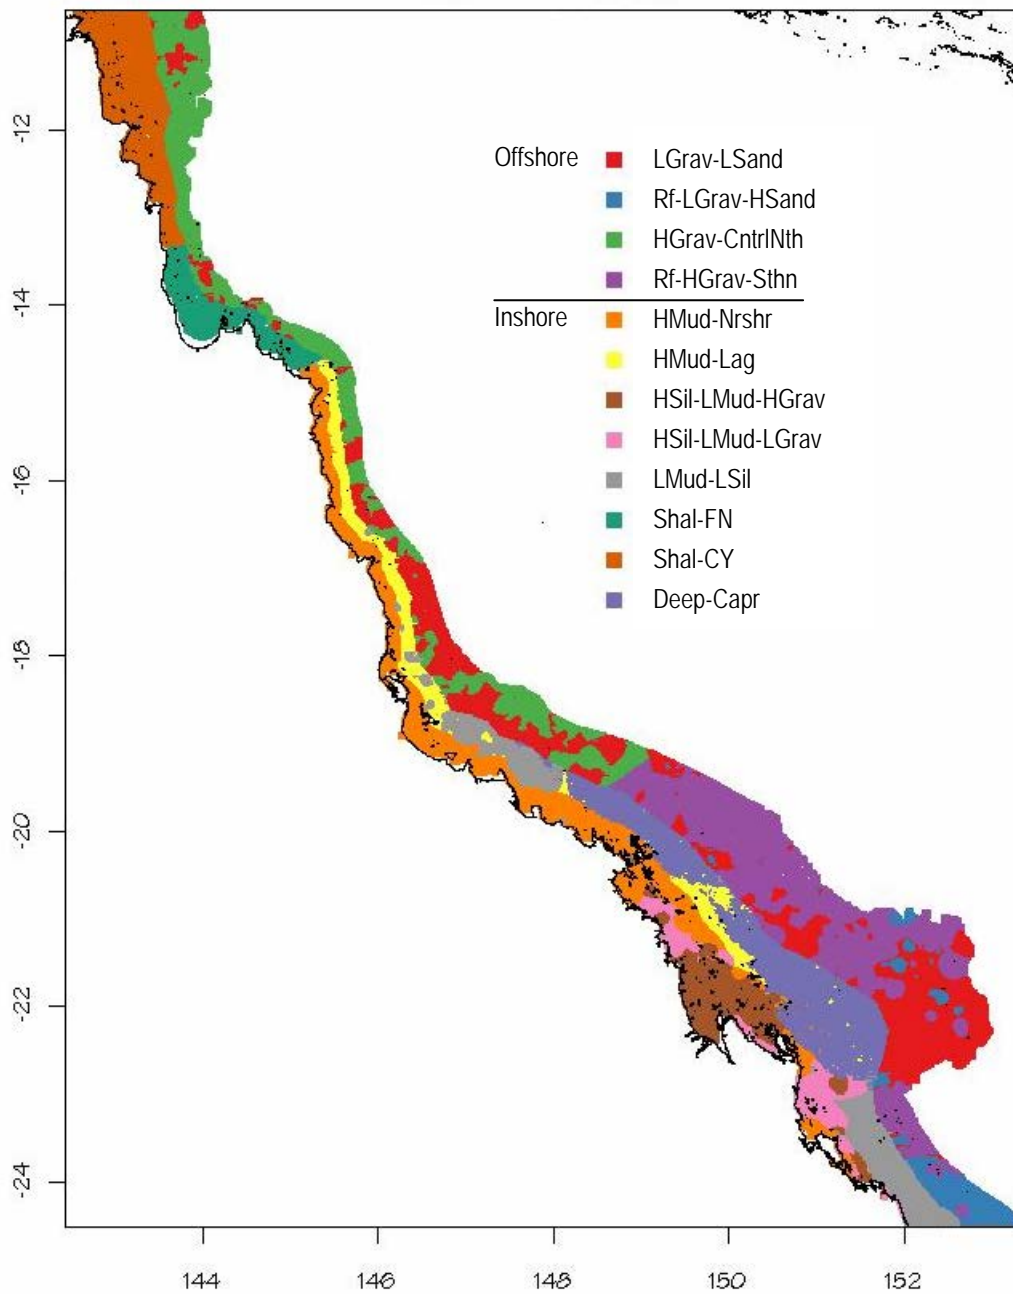 -12
-14
-16
-18
-20
-22
-24
Offshore LGrav-LSand
Rf-LGrav-HSand
HGrav-CntrlNth
Rf-HGrav-Sthn
Inshore HMud-Nrshr
HMud-Lag
HSil-LMud-HGrav
HSil-LMud-LGrav
LMud-LSil
Shal-FN
Shal-CY
Deep-Capr
144 146 148 150 152